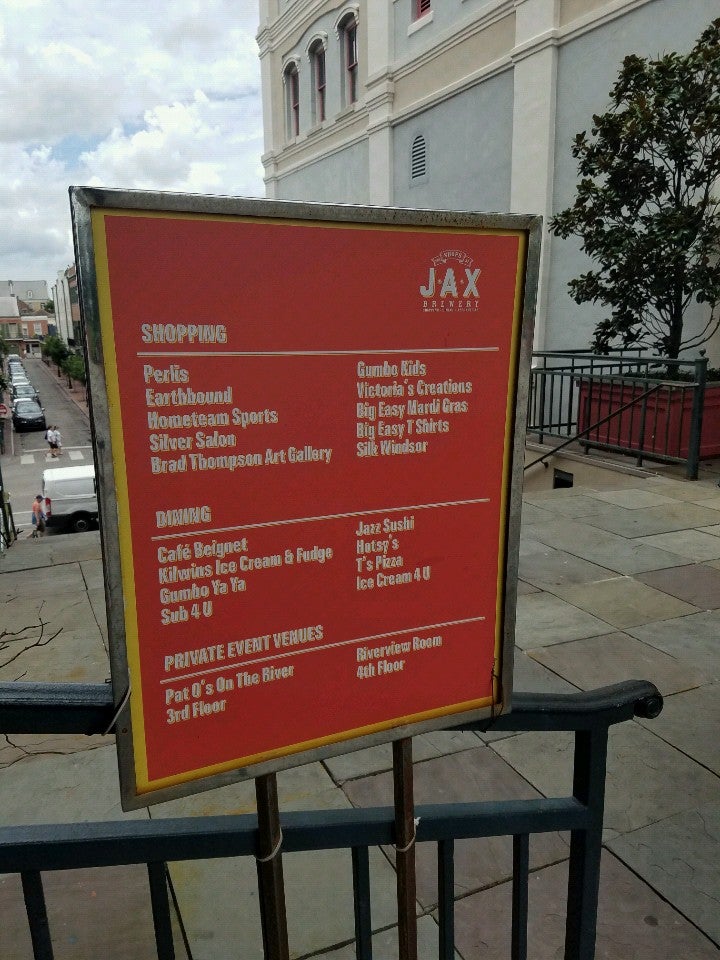 SHOPS AT
J·A·X
BREWERY
SHOPPING
Perlis
Earthbound
Hometeam Sports
Silver Salon
Brad Thompson Art Gallery
Gumbo Kids
Victoria's Creations
Big Easy Mardi Gras
Big Easy T Shirts
Silk Windsor
DINING
Café Beignet
Kilwins Ice Cream & Fudge
Gumbo Ya Ya
Sub 4 U
Jazz Sushi
Hotsy's
T's Pizza
Ice Cream 4 U
PRIVATE EVENT VENUES
Pat O's On The River
3rd Floor
Riverview Room
4th Floor